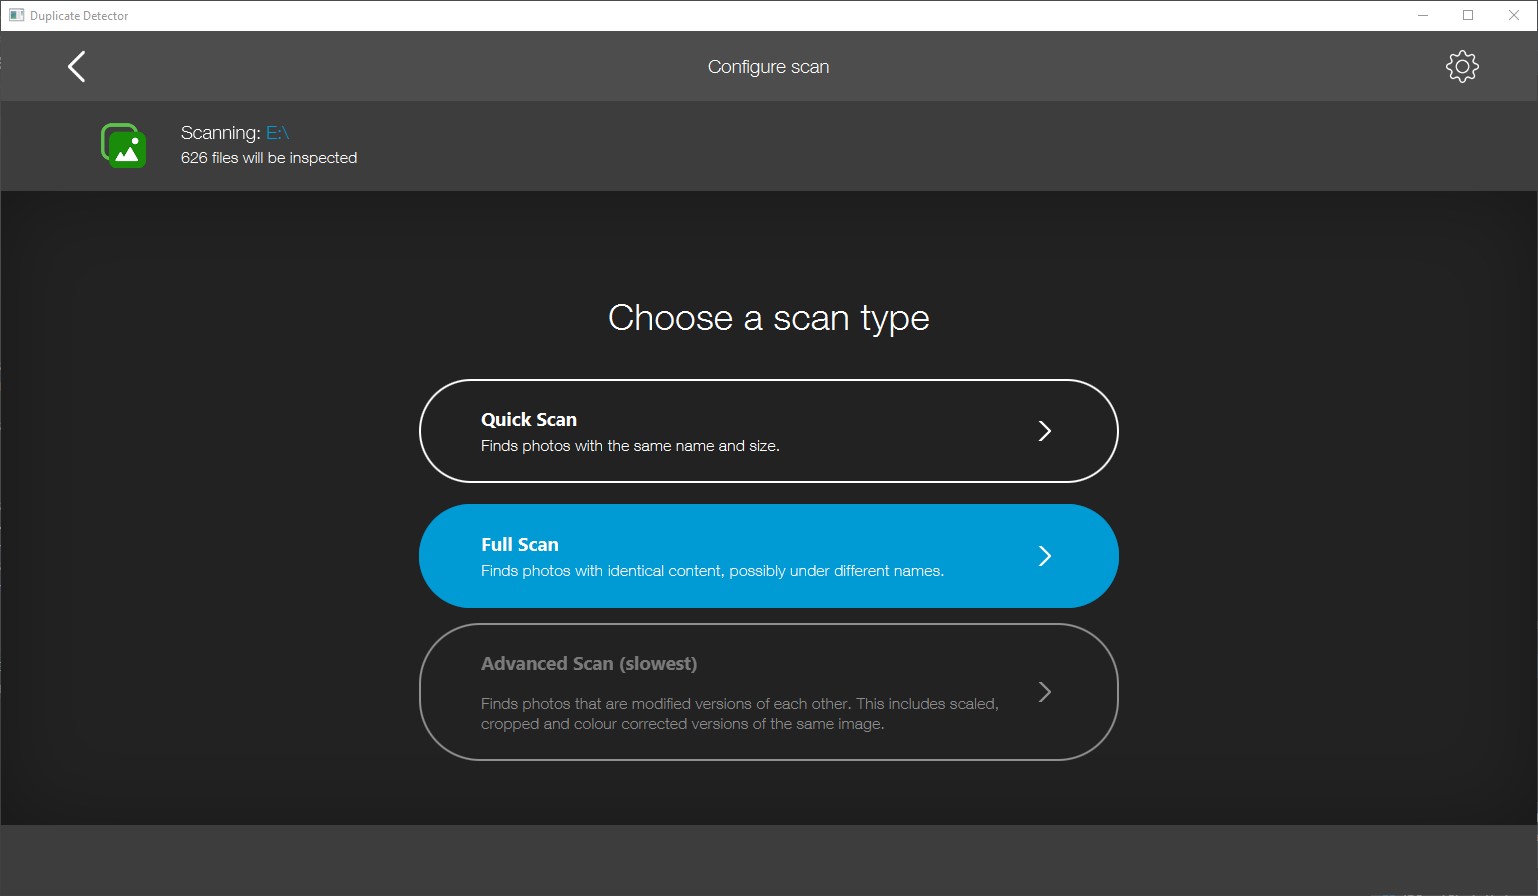 Duplicate Detector
Configure scan
Scanning: E:\
626 files will be inspected
Choose a scan type
Quick Scan
Finds photos with the same name and size.
Full Scan
Finds photos with identical content, possibly under different names.
Advanced Scan (slowest)
Finds photos that are modified versions of each other. This includes scaled,
cropped and colour corrected versions of the same image.